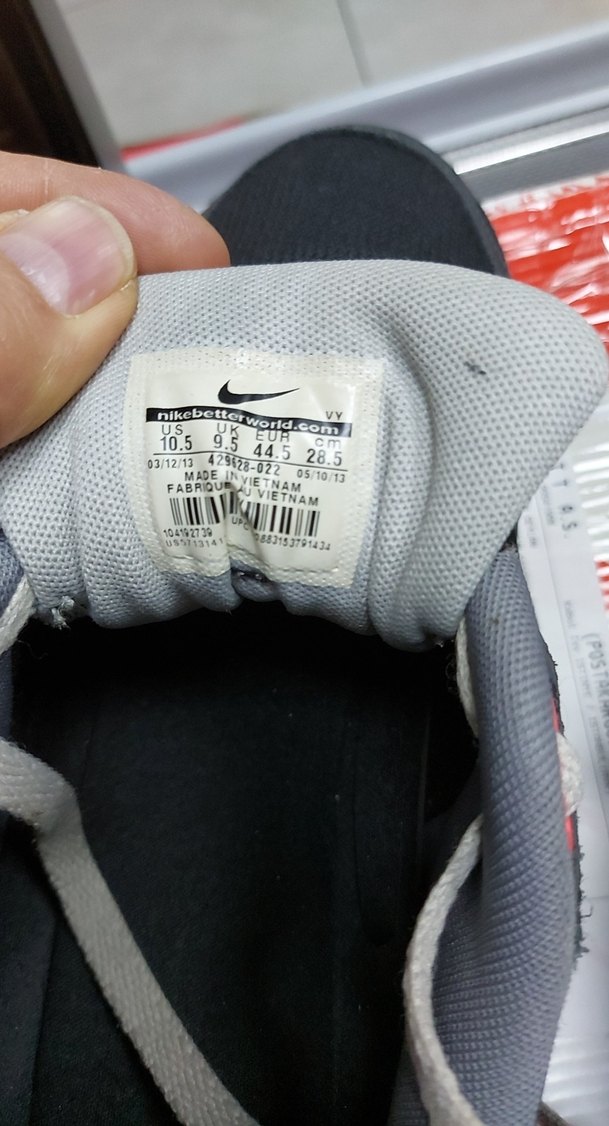 nikebetterworld.com
VY
US UK EUR cm
10.5 9.5 44.5 28.5
03/12/13 429628-022 05/10/13
MADE IN VIETNAM
FABRIQUE AU VIETNAM
104192739